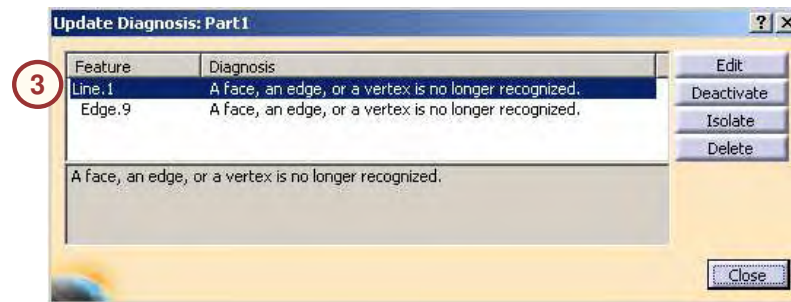 Update Diagnosis: Part1 ? ×
3
Feature Diagnosis
Line.1 A face, an edge, or a vertex is no longer recognized.
Edge.9 A face, an edge, or a vertex is no longer recognized.
Edit
Deactivate
Isolate
Delete
A face, an edge, or a vertex is no longer recognized.
Close